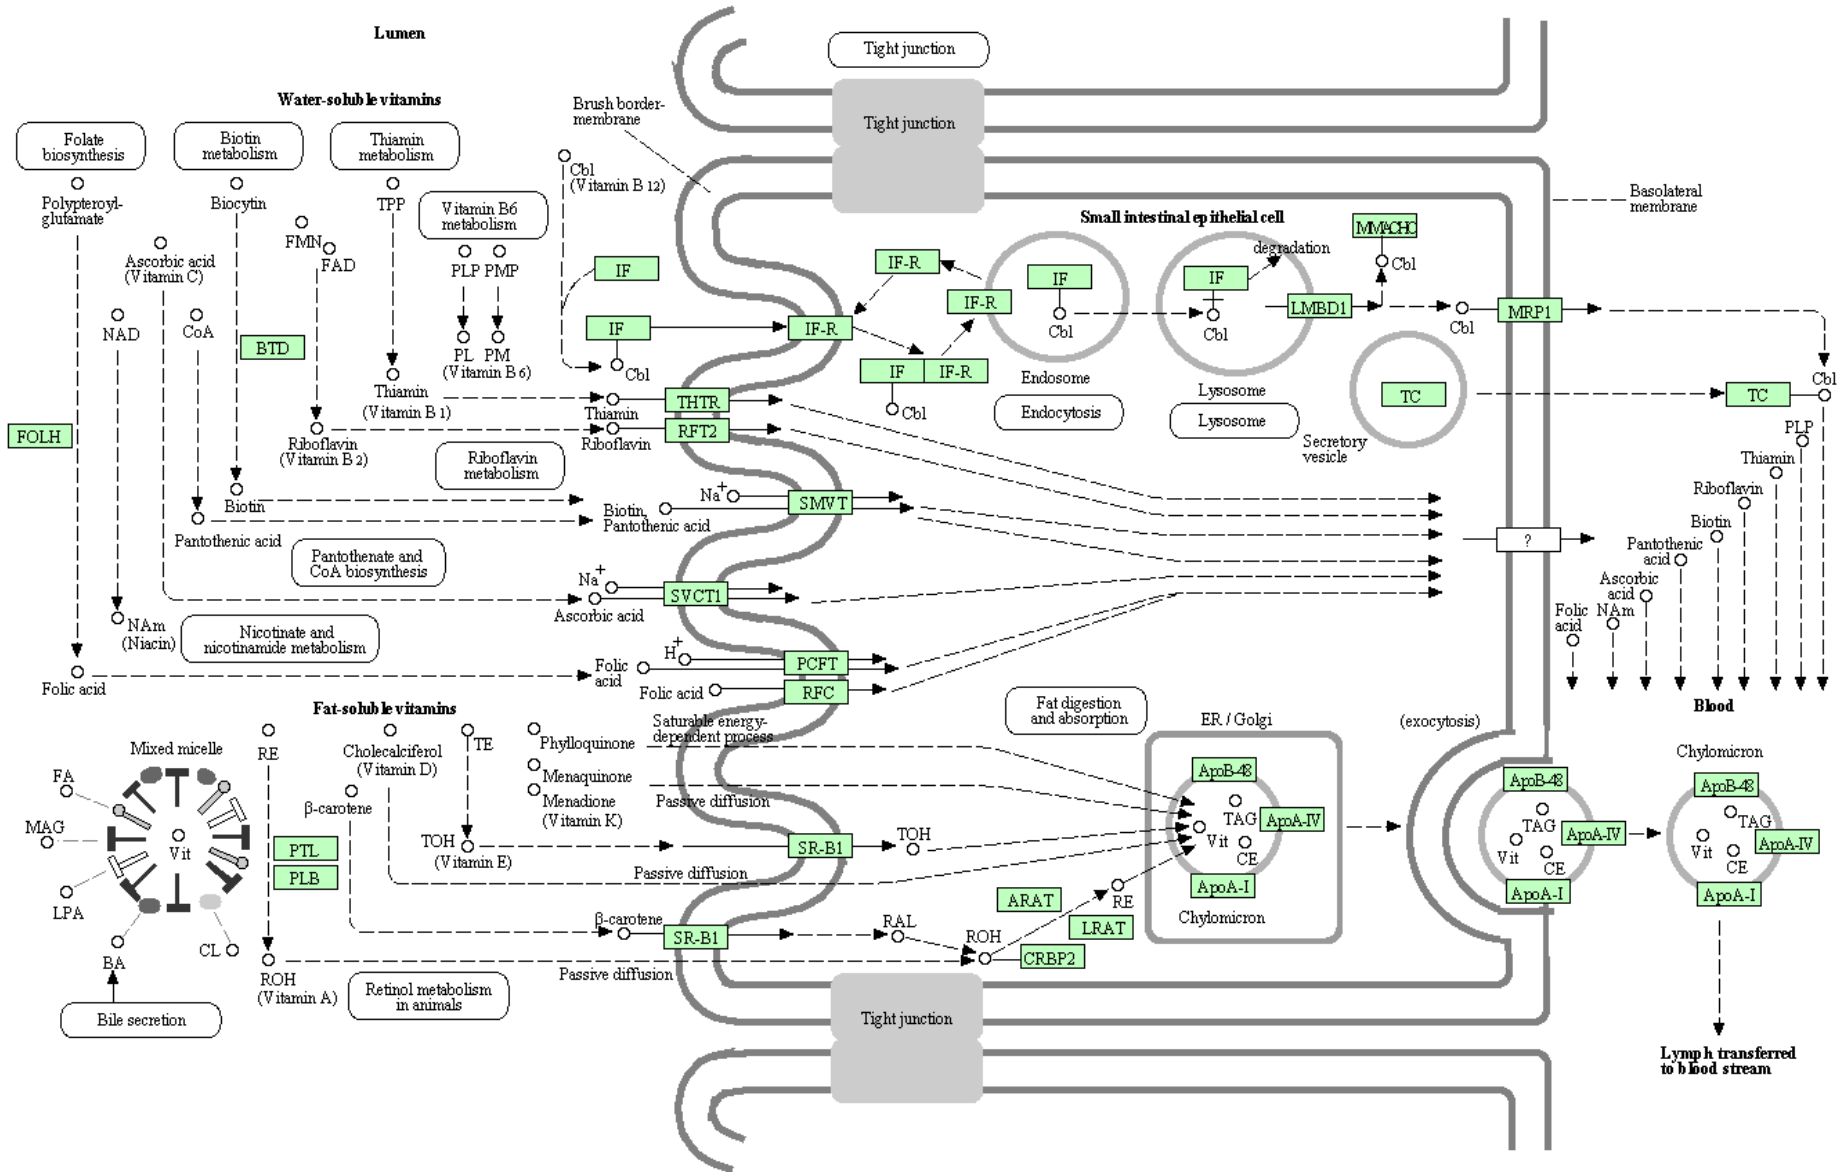 Lumen
Tight junction
Water-soluble vitamins
Brush border-
membrane
Tight junction
Folate
biosynthesis
Biotin
metabolism
Thiamin
metabolism
Cbl
(Vitamin B 12)
Polypteroyl-
glutamate
Biocytin
TPP
Vitamin B6
metabolism
Basolateral
membrane
Small intestinal epithelial cell
MMACHC
FMN
FAD
Ascorbic acid
(Vitamin C)
PLP PMP
IF
IF-R
IF
degradation
IF
Cbl
IF-R
LMBD1
MRP1
NAD
CoA
BTD
PL PM
(Vitamin B 6)
IF
IF-R
Cbl
Cbl
Cbl
Cbl
IF
IF-R
Endosome
Lysosome
Cbl
Thiamin
(Vitamin B 1)
Thiamin
THTR
Cbl
Endocytosis
Lysosome
TC
TC
FOLH
Riboflavin
(Vitamin B 2)
Riboflavin
RFT2
Secretory
vesicle
PLP
Riboflavin
metabolism
Thiamin
Biotin
Na+
SMVT
Riboflavin
Biotin,
Pantothenic acid
Biotin
Pantothenic acid
Pantothenate and
CoA biosynthesis
?
Pantothenic
acid
Na+
SVCT1
Ascorbic
acid
Ascorbic acid
NAm
(Niacin)
Nicotinate and
nicotinamide metabolism
Folic
acid
NAm
H+
PCFT
Folic
acid
Folic acid
Folic acid
RFC
Blood
Fat-soluble vitamins
Saturable energy-
dependent process
Fat digestion
and absorption
ER / Golgi
(exocytosis)
Mixed micelle
RE
Cholecalciferol
(Vitamin D)
TE
Phylloquinone
Chylomicron
FA
Menaquinone
ApoB-48
ApoB-48
ApoB-48
β-carotene
Menadione
(Vitamin K)
Passive diffusion
MAG
Vit
TAG
ApoA-IV
TAG
ApoA-IV
TAG
ApoA-IV
PTL
TOH
(Vitamin E)
SR-B1
TOH
Vit
CE
Vit
CE
Vit
CE
PLB
Passive diffusion
ApoA-I
ApoA-I
ApoA-I
LPA
ARAT
RE
Chylomicron
β-carotene
SR-B1
RAL
LRAT
ROH
CRBP2
BA
CL
ROH
(Vitamin A)
Passive diffusion
Retinol metabolism
in animals
Bile secretion
Tight junction
Lymph transferred
to blood stream